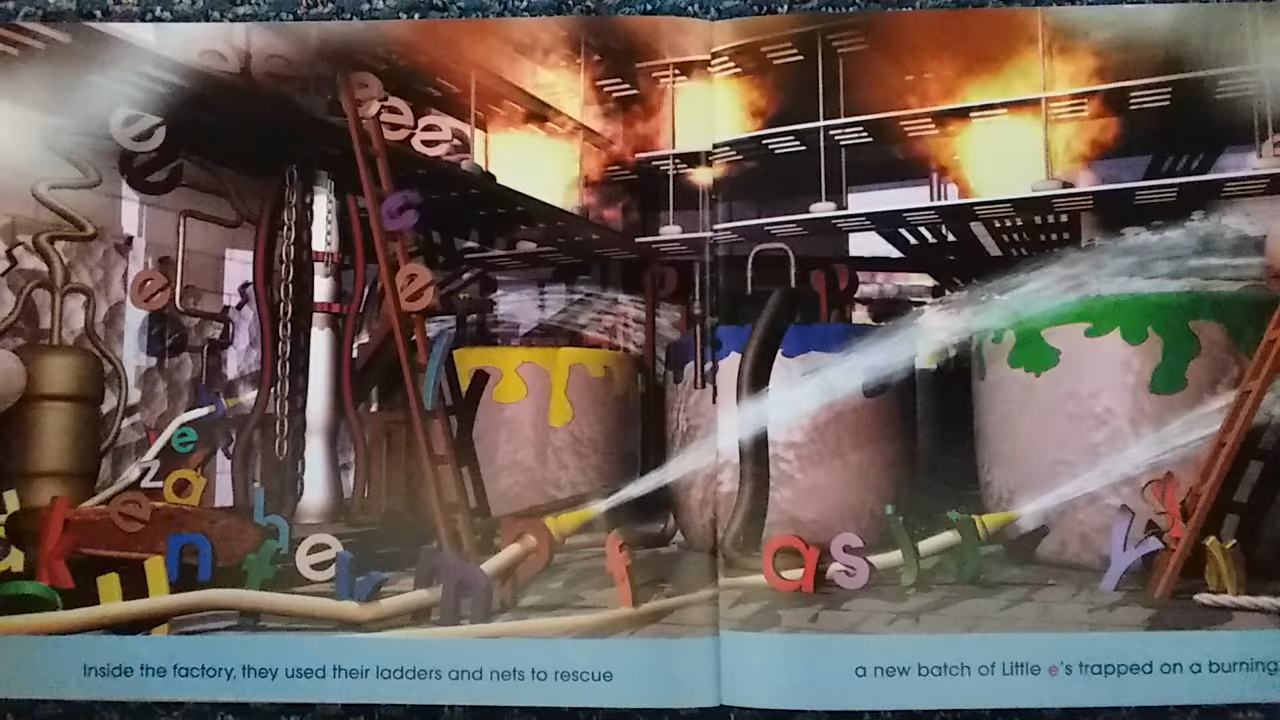 Inside the factory, they used their ladders and nets to rescue
a new batch of Little e's trapped on a burning